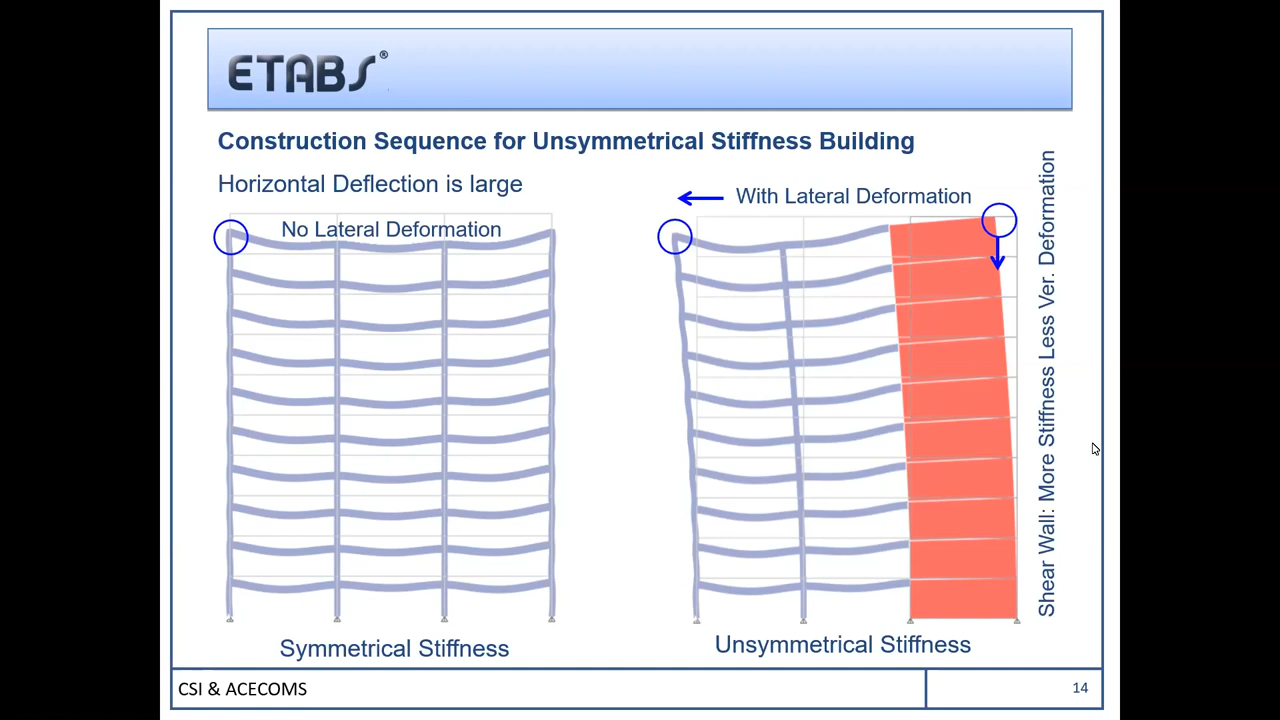 ETABS®
Construction Sequence for Unsymmetrical Stiffness Building
Horizontal Deflection is large
No Lateral Deformation
With Lateral Deformation
Shear Wall: More Stiffness Less Ver. Deformation
Symmetrical Stiffness
Unsymmetrical Stiffness
CSI & ACECOMS
14